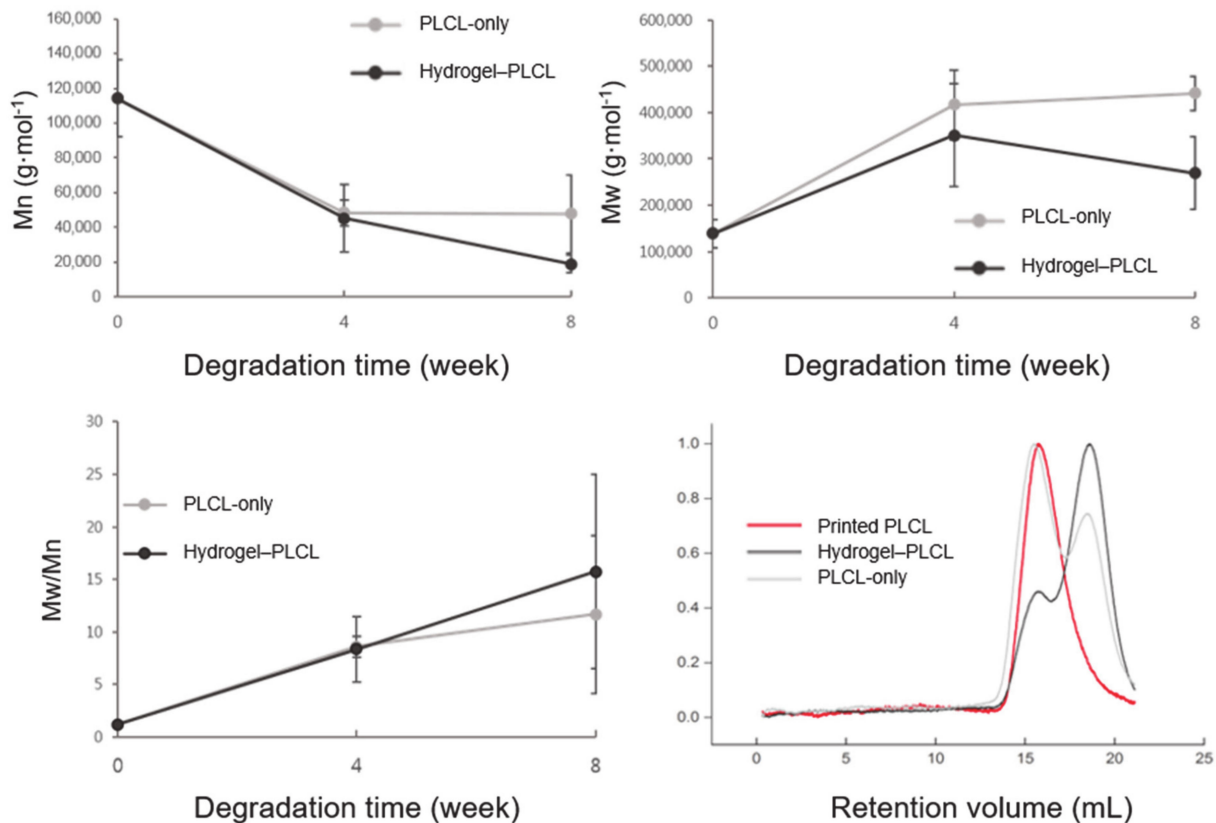 160,000
140,000
120,000
100,000
80,000
60,000
40,000
20,000
0
Mn (g·mol⁻¹)
PLCL-only
Hydrogel–PLCL
0 4 8
Degradation time (week)
600,000
500,000
400,000
300,000
200,000
100,000
0
Mw (g·mol⁻¹)
PLCL-only
Hydrogel–PLCL
0 4 8
Degradation time (week)
30
25
20
15
10
5
0
Mw/Mn
PLCL-only
Hydrogel–PLCL
0 4 8
Degradation time (week)
1.0
0.8
0.6
0.4
0.2
0.0
Printed PLCL
Hydrogel–PLCL
PLCL-only
0 5 10 15 20 25
Retention volume (mL)